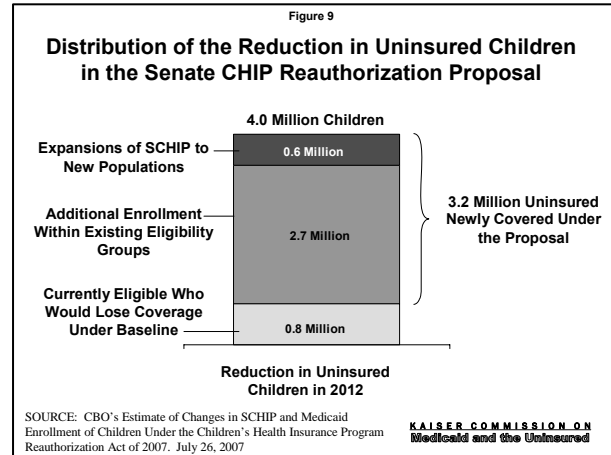 Figure 9
Distribution of the Reduction in Uninsured Children
in the Senate CHIP Reauthorization Proposal
4.0 Million Children
Expansions of SCHIP to
New Populations
0.6 Million
Additional Enrollment
Within Existing Eligibility
Groups
2.7 Million
3.2 Million Uninsured
Newly Covered Under
the Proposal
Currently Eligible Who
Would Lose Coverage
Under Baseline
0.8 Million
Reduction in Uninsured
Children in 2012
SOURCE: CBO's Estimate of Changes in SCHIP and Medicaid
Enrollment of Children Under the Children's Health Insurance Program
Reauthorization Act of 2007. July 26, 2007
KAISER COMMISSION ON
Medicaid and the Uninsured